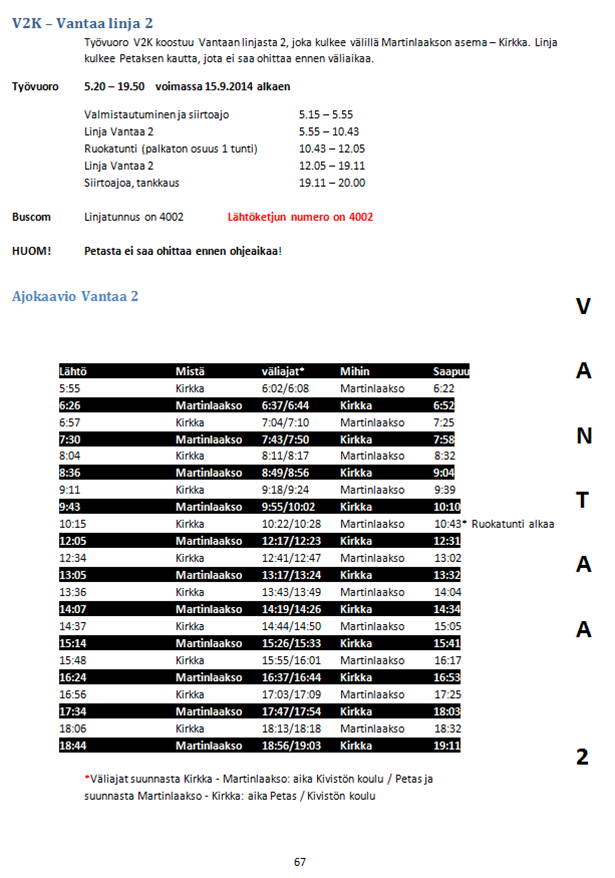 V2K – Vantaa linja 2
Työvuoro V2K koostuu Vantaan linjasta 2, joka kulkee välillä Martinlaakson asema – Kirkka. Linja
kulkee Petaksen kautta, jota ei saa ohittaa ennen väliaikaa.
Työvuoro 5.20 – 19.50 voimassa 15.9.2014 alkaen
Valmistautuminen ja siirtoajo 5.15 – 5.55
Linja Vantaa 2 5.55 – 10.43
Ruokatunti (palkaton osuus 1 tunti) 10.43 – 12.05
Linja Vantaa 2 12.05 – 19.11
Siirtoajoa, tankkaus 19.11 – 20.00
Buscom Linjatunnus on 4002 Lähtöketjun numero on 4002
HUOM! Petasta ei saa ohittaa ennen ohjeaikaa!
Ajokaavio Vantaa 2
Lähtö Mistä väliajat* Mihin Saapuu
5:55 Kirkka 6:02/6:08 Martinlaakso 6:22
6:26 Martinlaakso 6:37/6:44 Kirkka 6:52
6:57 Kirkka 7:04/7:10 Martinlaakso 7:25
7:30 Martinlaakso 7:43/7:50 Kirkka 7:58
8:04 Kirkka 8:11/8:17 Martinlaakso 8:32
8:36 Martinlaakso 8:49/8:56 Kirkka 9:04
9:11 Kirkka 9:18/9:24 Martinlaakso 9:39
9:43 Martinlaakso 9:55/10:02 Kirkka 10:10
10:15 Kirkka 10:22/10:28 Martinlaakso 10:43* Ruokatunti alkaa
12:05 Martinlaakso 12:17/12:23 Kirkka 12:31
12:34 Kirkka 12:41/12:47 Martinlaakso 13:02
13:05 Martinlaakso 13:17/13:24 Kirkka 13:32
13:36 Kirkka 13:43/13:49 Martinlaakso 14:04
14:07 Martinlaakso 14:19/14:26 Kirkka 14:34
14:37 Kirkka 14:44/14:50 Martinlaakso 15:05
15:14 Martinlaakso 15:26/15:33 Kirkka 15:41
15:48 Kirkka 15:55/16:01 Martinlaakso 16:17
16:24 Martinlaakso 16:37/16:44 Kirkka 16:53
16:56 Kirkka 17:03/17:09 Martinlaakso 17:25
17:34 Martinlaakso 17:47/17:54 Kirkka 18:03
18:06 Kirkka 18:13/18:18 Martinlaakso 18:32
18:44 Martinlaakso 18:56/19:03 Kirkka 19:11
*Väliajat suunnasta Kirkka - Martinlaakso: aika Kivistön koulu / Petas ja
suunnasta Martinlaakso - Kirkka: aika Petas / Kivistön koulu
V
A
N
T
A
A
2
67